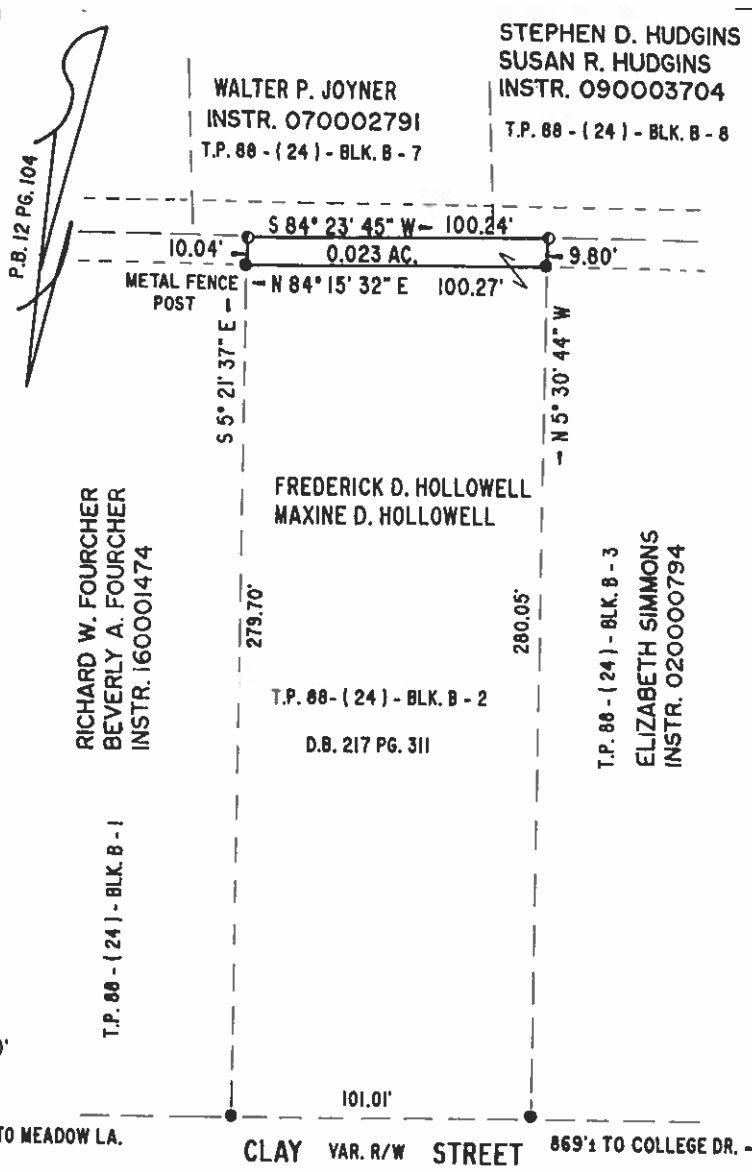 STEPHEN D. HUDGINS
SUSAN R. HUDGINS
INSTR. 090003704
T.P. 88 - (24) - BLK. B - 8
WALTER P. JOYNER
INSTR. 070002791
T.P. 88 - (24) - BLK. B - 7
P.B. 12 PG. 104
S 84° 23' 45" W 100.24'
10.04'
0.023 AC.
9.80'
METAL FENCE
POST
N 84° 15' 32" E 100.27'
S 5° 21' 37" E
N 5° 30' 44" W
FREDERICK D. HOLLOWELL
MAXINE D. HOLLOWELL
RICHARD W. FOURCHER
BEVERLY A. FOURCHER
INSTR. 160001474
279.70'
280.05'
T.P. 88 - (24) - BLK. B - 3
ELIZABETH SIMMONS
INSTR. 020000794
T.P. 88 - (24) - BLK. B - 2
D.B. 217 PG. 311
T.P. 88 - (24) - BLK. B - 1
101.01'
TO MEADOW LA.
CLAY VAR. R/W STREET
869'± TO COLLEGE DR.